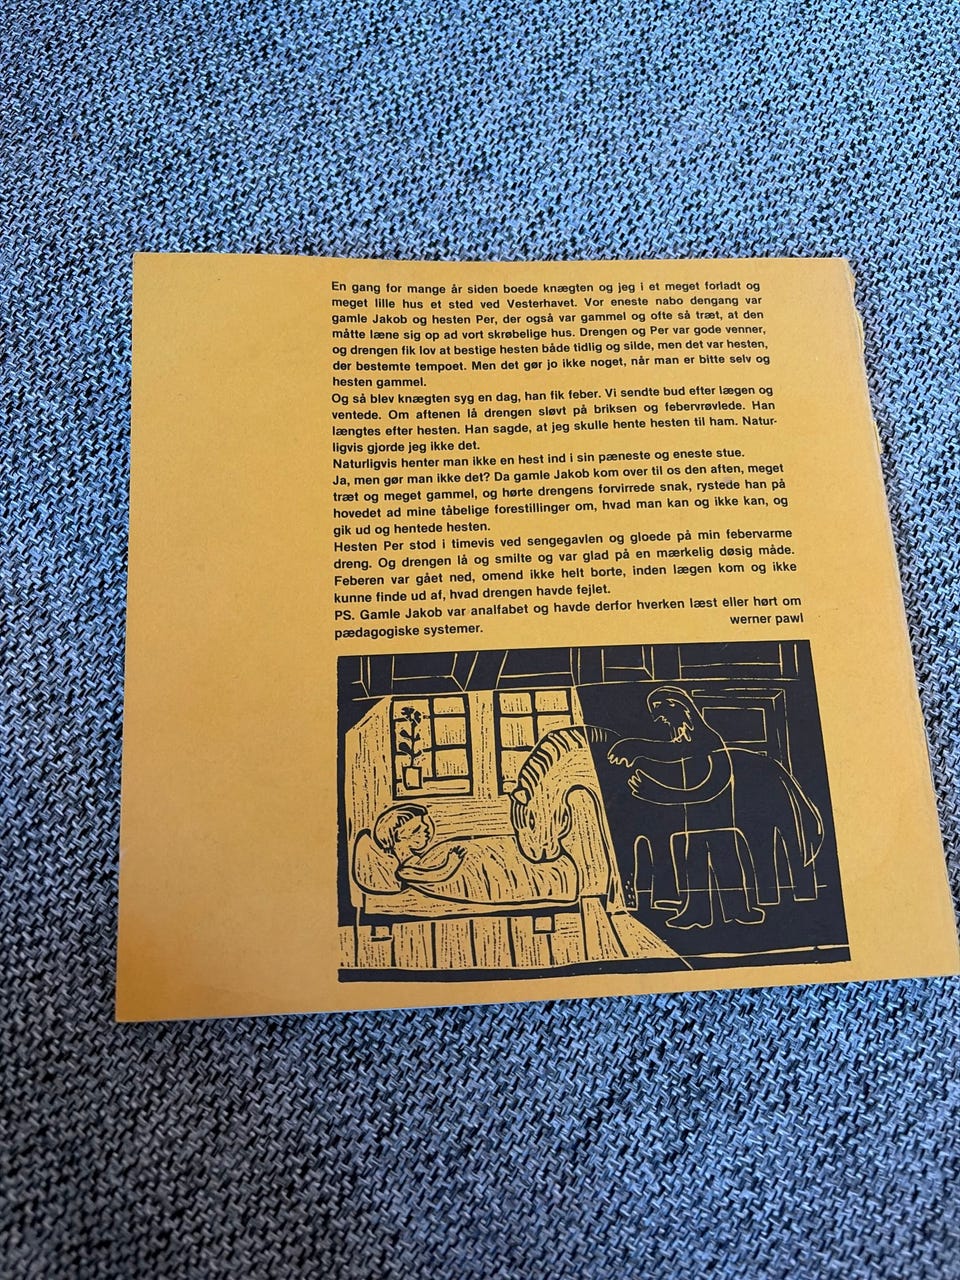 En gang for mange år siden boede knægten og jeg i et meget forladt og
meget lille hus et sted ved Vesterhavet. Vor eneste nabo dengang var
gamle Jakob og hesten Per, der også var gammel og ofte så træt, at den
måtte læne sig op ad vort skrøbelige hus. Drengen og Per var gode venner,
og drengen fik lov at bestige hesten både tidlig og silde, men det var hesten,
der bestemte tempoet. Men det gør jo ikke noget, når man er bitte selv og
hesten gammel.
Og så blev knægten syg en dag, han fik feber. Vi sendte bud efter lægen og
ventede. Om aftenen lå drengen sløvt på briksen og febervrøvlede. Han
længtes efter hesten. Han sagde, at jeg skulle hente hesten til ham. Natur-
ligvis gjorde jeg ikke det.
Naturligvis henter man ikke en hest ind i sin pæneste og eneste stue.
Ja, men gør man ikke det? Da gamle Jakob kom over til os den aften, meget
træt og meget gammel, og hørte drengens forvirrede snak, rystede han på
hovedet ad mine tåbelige forestillinger om, hvad man kan og ikke kan, og
gik ud og hentede hesten.
Hesten Per stod i timevis ved sengegavlen og gloede på min febervarme
dreng. Og drengen lå og smilte og var glad på en mærkelig døsig måde.
Feberen var gået ned, omend ikke helt borte, inden lægen kom og ikke
kunne finde ud af, hvad drengen havde fejlet.
PS. Gamle Jakob var analfabet og havde derfor hverken læst eller hørt om
pædagogiske systemer.
werner pawl